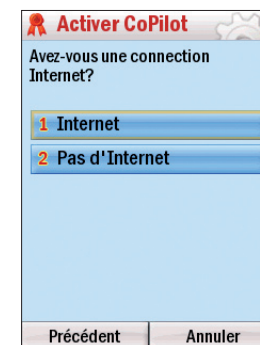 Activer CoPilot
Avez-vous une connection
Internet?
1 Internet
2 Pas d'Internet
Précédent Annuler